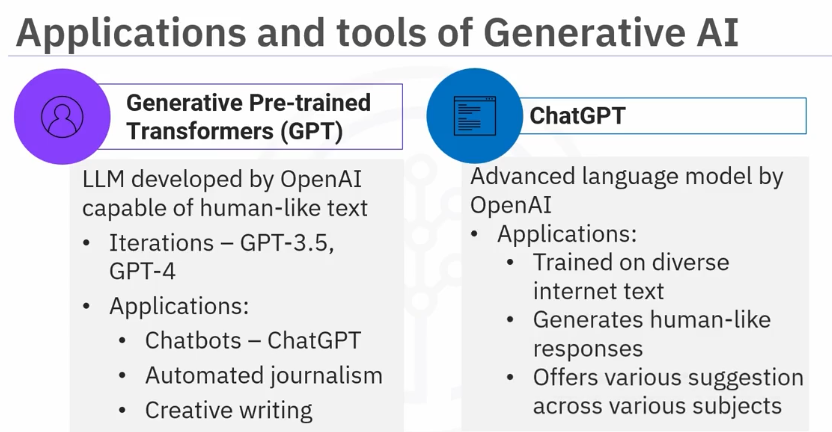 Applications and tools of Generative AI
Generative Pre-trained
Transformers (GPT)
LLM developed by OpenAI
capable of human-like text
• Iterations – GPT-3.5,
GPT-4
• Applications:
• Chatbots – ChatGPT
• Automated journalism
• Creative writing
ChatGPT
Advanced language model by
OpenAI
• Applications:
• Trained on diverse
internet text
• Generates human-like
responses
• Offers various suggestion
across various subjects